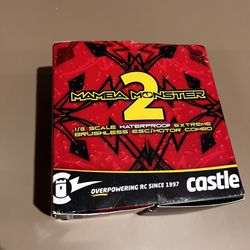 2
MAMBA MONSTER
1/8 SCALE WATERPROOF EXTREME
BRUSHLESS ESC/MOTOR COMBO
OVERPOWERING RC SINCE 1997
castle